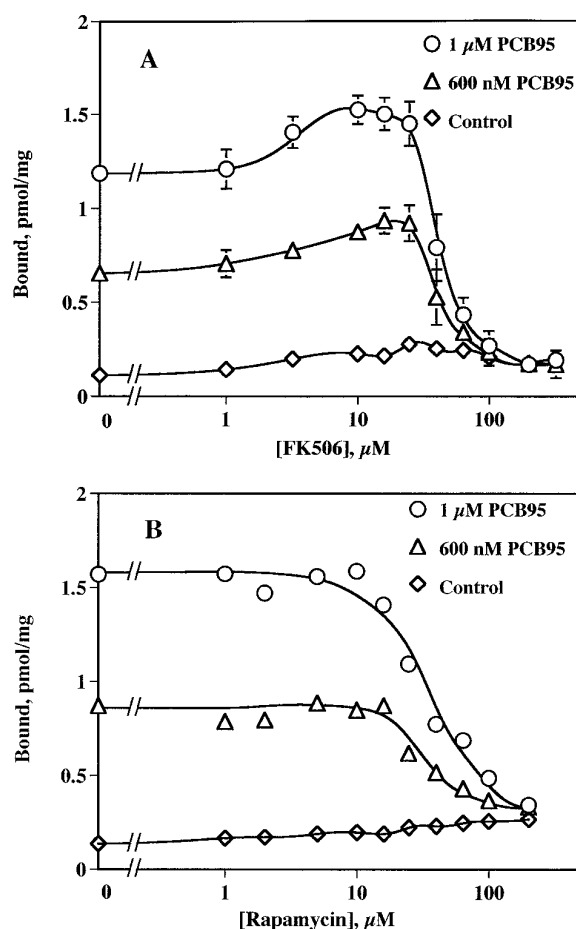 2
A
1 µM PCB95
600 nM PCB95
Control
1.5
1
0.5
0
Bound, pmol/mg
0 1 10 100
[FK506], µM
2
B
1 µM PCB95
600 nM PCB95
Control
1.5
1
0.5
0
Bound, pmol/mg
0 1 10 100
[Rapamycin], µM